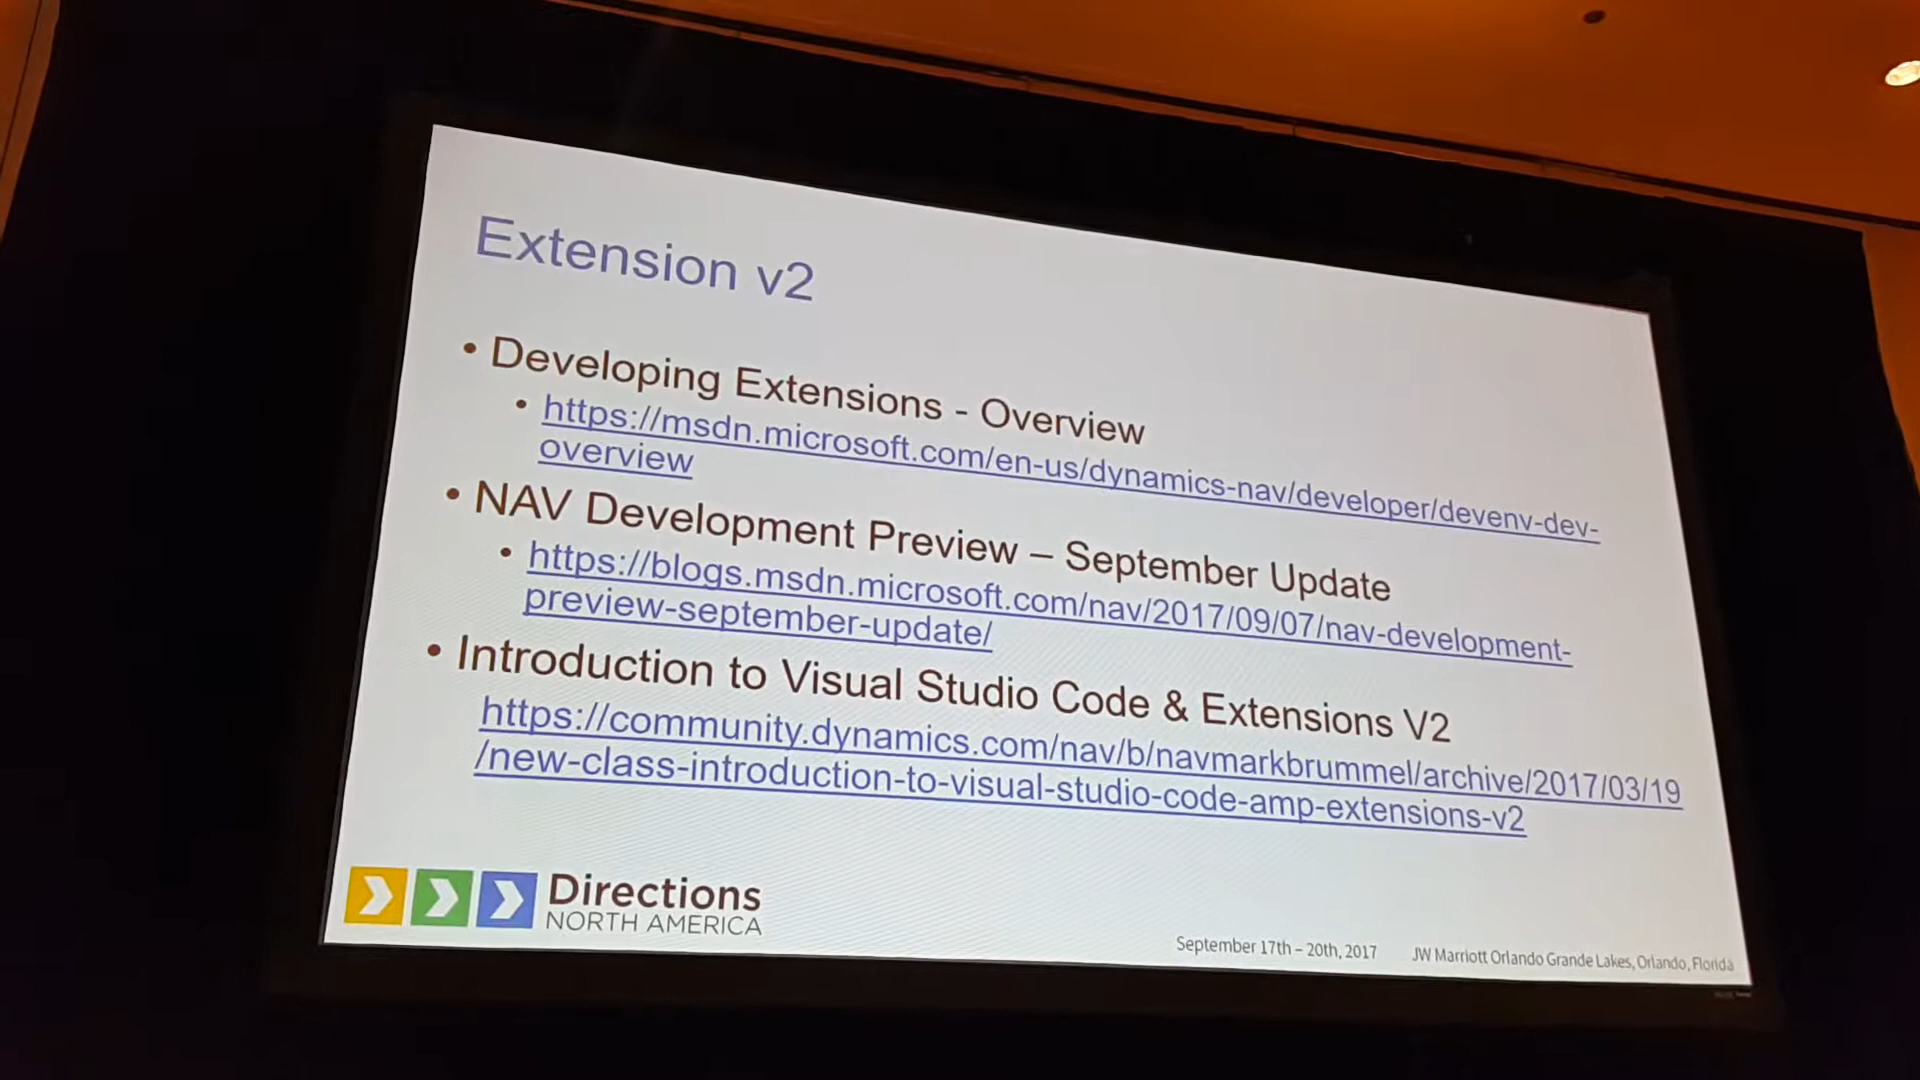 Extension v2
• Developing Extensions - Overview
• https://msdn.microsoft.com/en-us/dynamics-nav/developer/devenv-dev-
overview
• NAV Development Preview – September Update
• https://blogs.msdn.microsoft.com/nav/2017/09/07/nav-development-
preview-september-update/
• Introduction to Visual Studio Code & Extensions V2
https://community.dynamics.com/nav/b/navmarkbrummel/archive/2017/03/19
/new-class-introduction-to-visual-studio-code-amp-extensions-v2
Directions
NORTH AMERICA
September 17th – 20th, 2017 JW Marriott Orlando Grande Lakes, Orlando, Florida